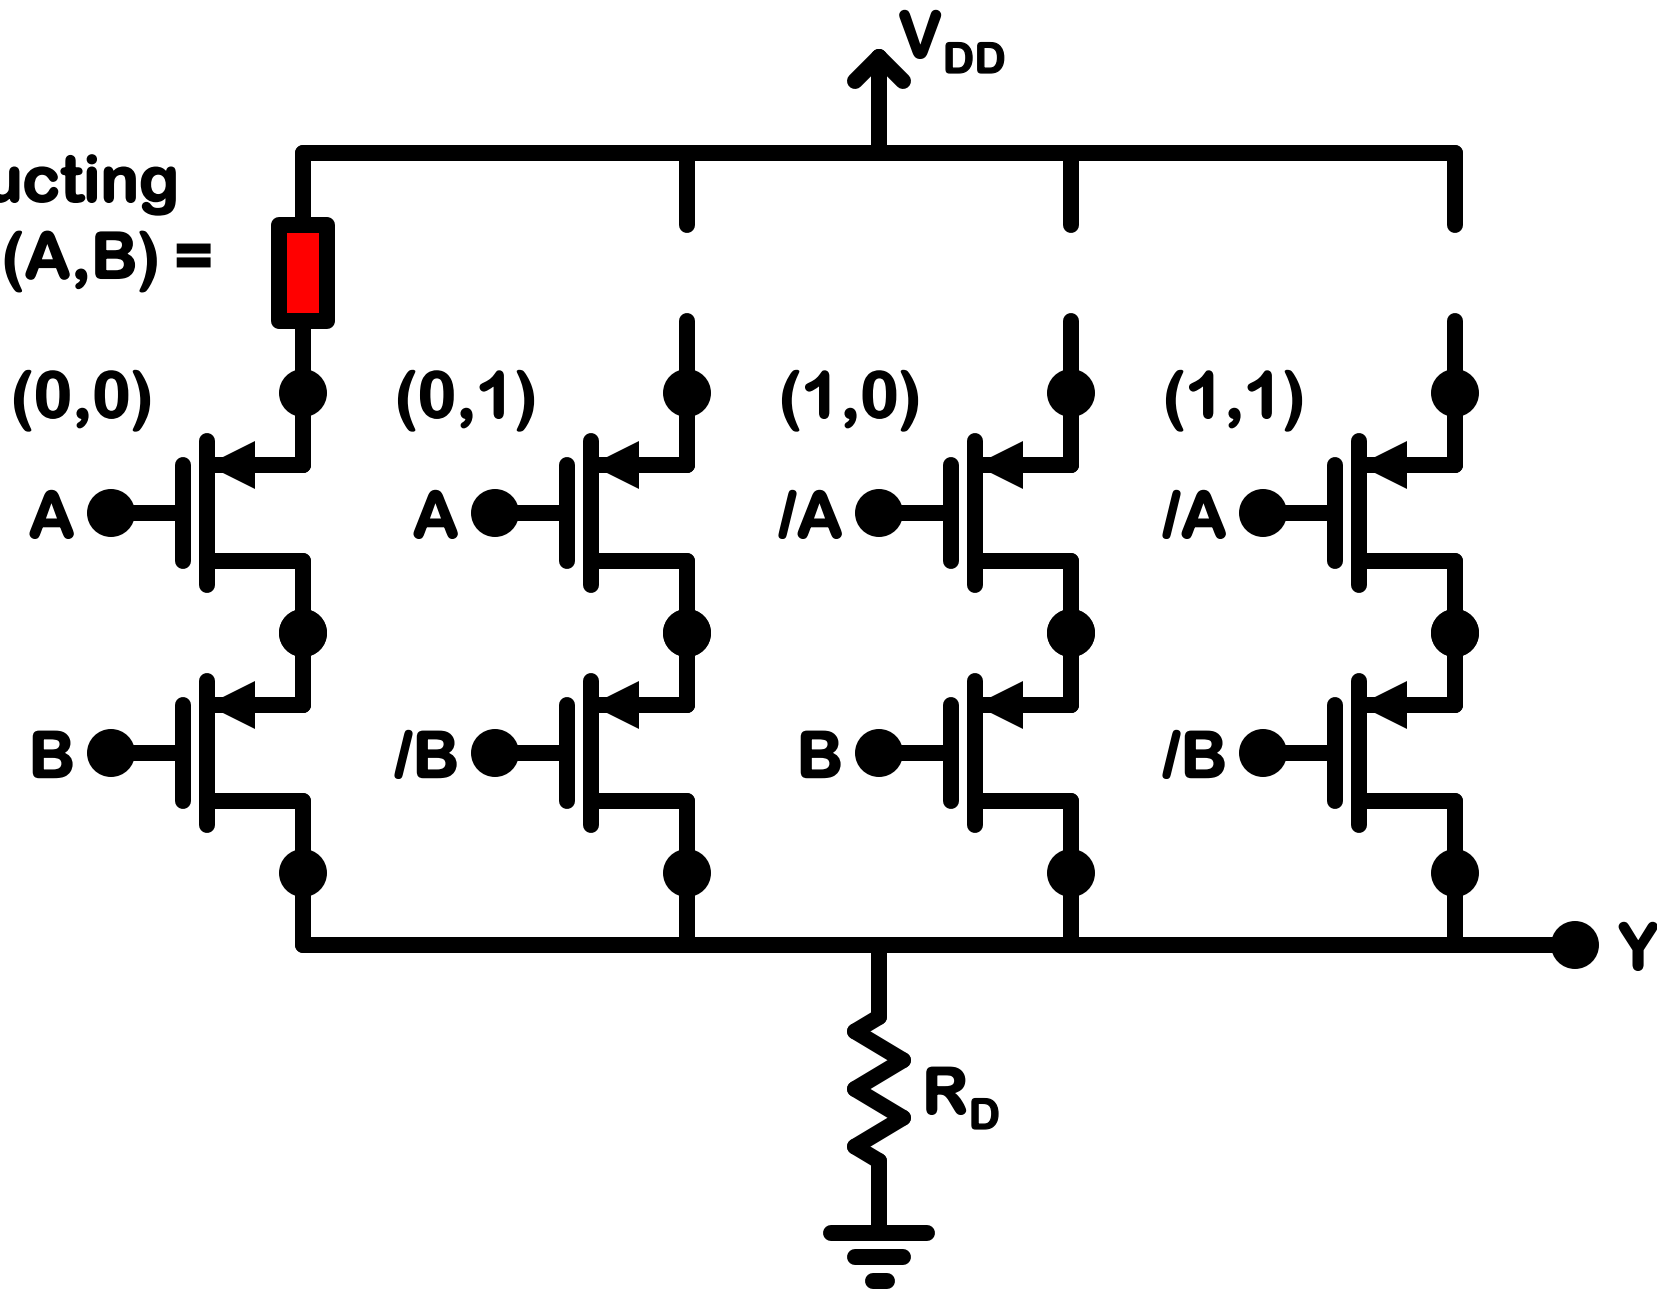 VDD
ucting
(A,B) =
(0,0) (0,1) (1,0) (1,1)
A A /A /A
B /B B /B
Y
RD